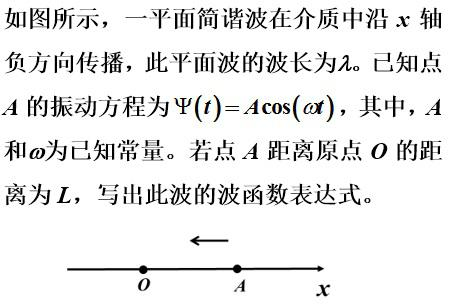 如图所示，一平面简谐波在介质中沿 x 轴
负方向传播，此平面波的波长为λ。已知点
A 的振动方程为Ψ(t)=Acos(ωt)，其中，A
和ω为已知常量。若点 A 距离原点 O 的距
离为 L，写出此波的波函数表达式。
O A x